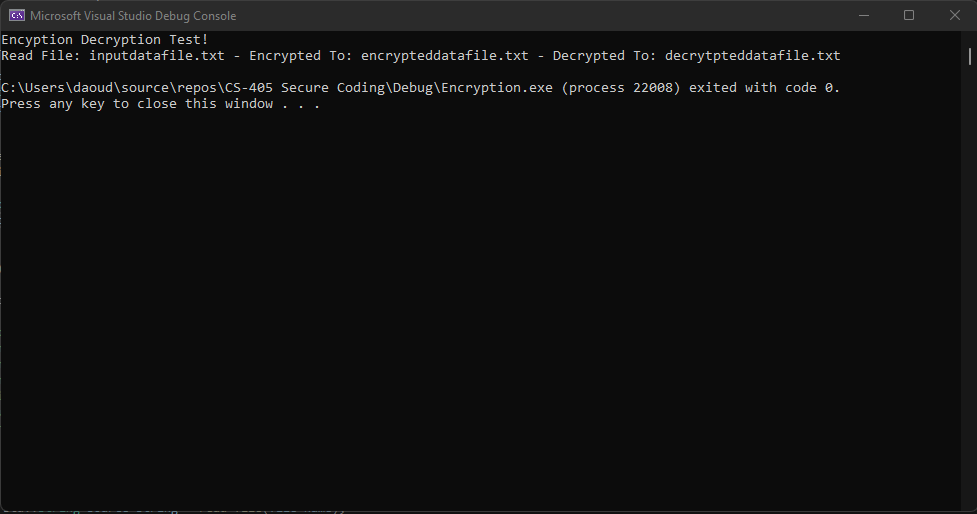 Microsoft Visual Studio Debug Console
Encyption Decryption Test!
Read File: inputdatafile.txt - Encrypted To: encrypteddatafile.txt - Decrypted To: decrytpteddatafile.txt
C:\Users\daoud\source\repos\CS-405 Secure Coding\Debug\Encryption.exe (process 22008) exited with code 0.
Press any key to close this window . . .